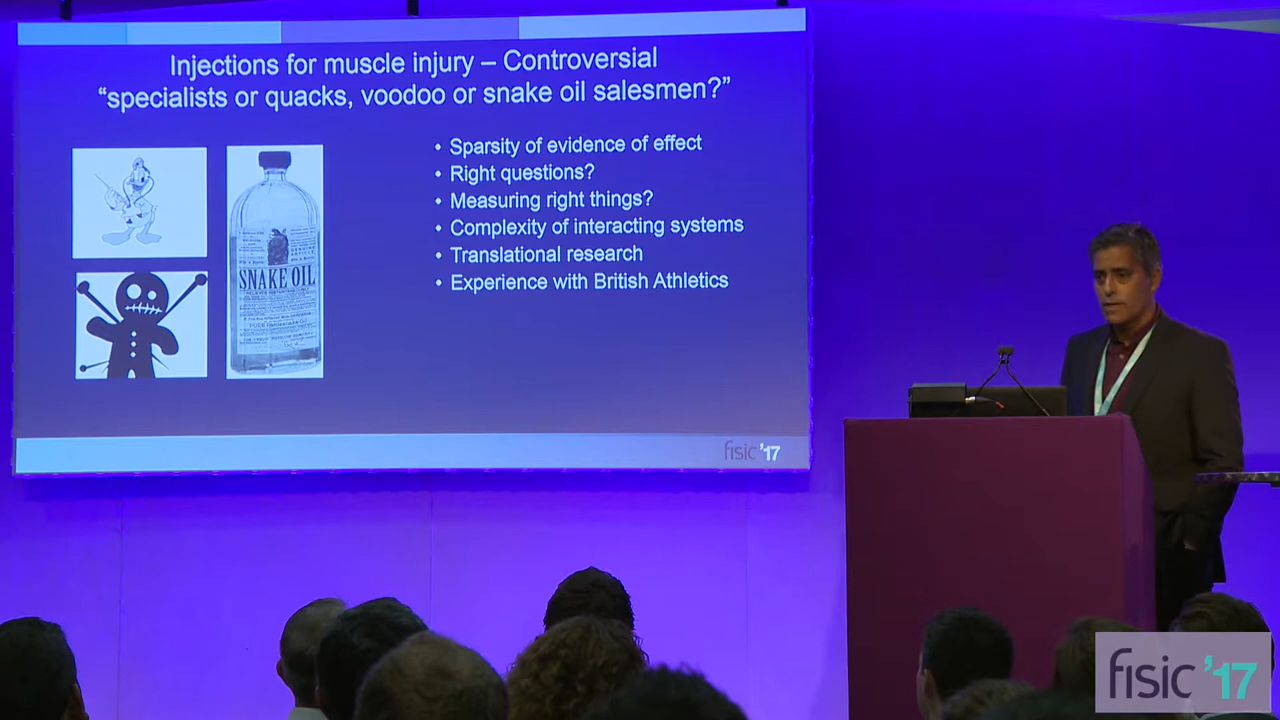 Injections for muscle injury – Controversial
“specialists or quacks, voodoo or snake oil salesmen?”
• Sparsity of evidence of effect
• Right questions?
• Measuring right things?
• Complexity of interacting systems
• Translational research
• Experience with British Athletics
SNAKE OIL
fisic '17
fisic '17